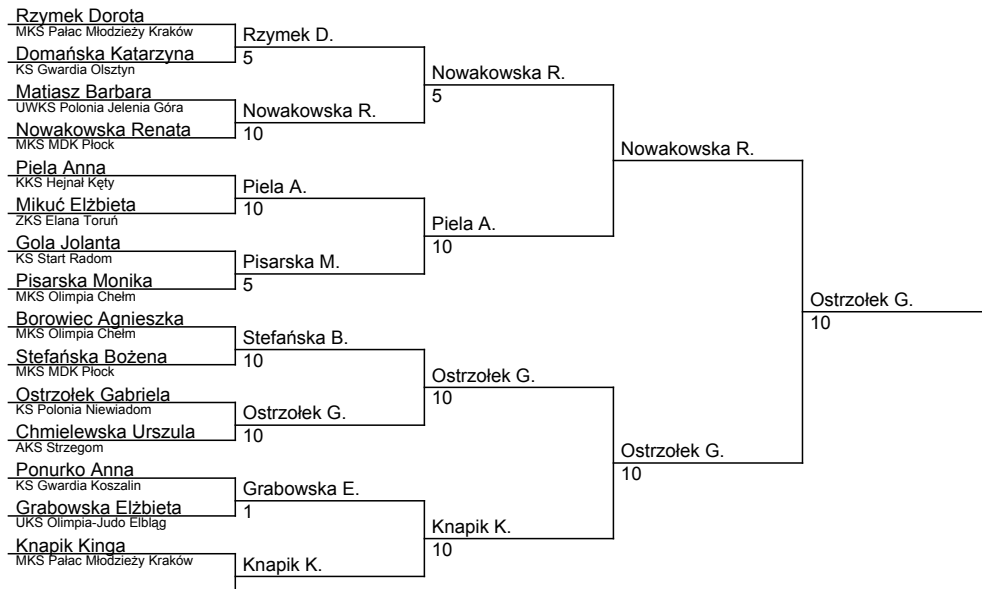 Rzymek Dorota
MKS Pałac Młodzieży Kraków
Domańska Katarzyna
KS Gwardia Olsztyn
Matiasz Barbara
UWKS Polonia Jelenia Góra
Nowakowska Renata
MKS MDK Płock
Piela Anna
KKS Hejnał Kęty
Mikuć Elżbieta
ZKS Elana Toruń
Gola Jolanta
KS Start Radom
Pisarska Monika
MKS Olimpia Chełm
Borowiec Agnieszka
MKS Olimpia Chełm
Stefańska Bożena
MKS MDK Płock
Ostrzołek Gabriela
KS Polonia Niewiadom
Chmielewska Urszula
AKS Strzegom
Ponurko Anna
KS Gwardia Koszalin
Grabowska Elżbieta
UKS Olimpia-Judo Elbląg
Knapik Kinga
MKS Pałac Młodzieży Kraków
Rzymek D.
5
Nowakowska R.
10
Piela A.
10
Pisarska M.
5
Stefańska B.
10
Ostrzołek G.
10
Grabowska E.
1
Knapik K.
Nowakowska R.
5
Piela A.
10
Ostrzołek G.
10
Knapik K.
10
Nowakowska R.
Ostrzołek G.
10
Ostrzołek G.
10